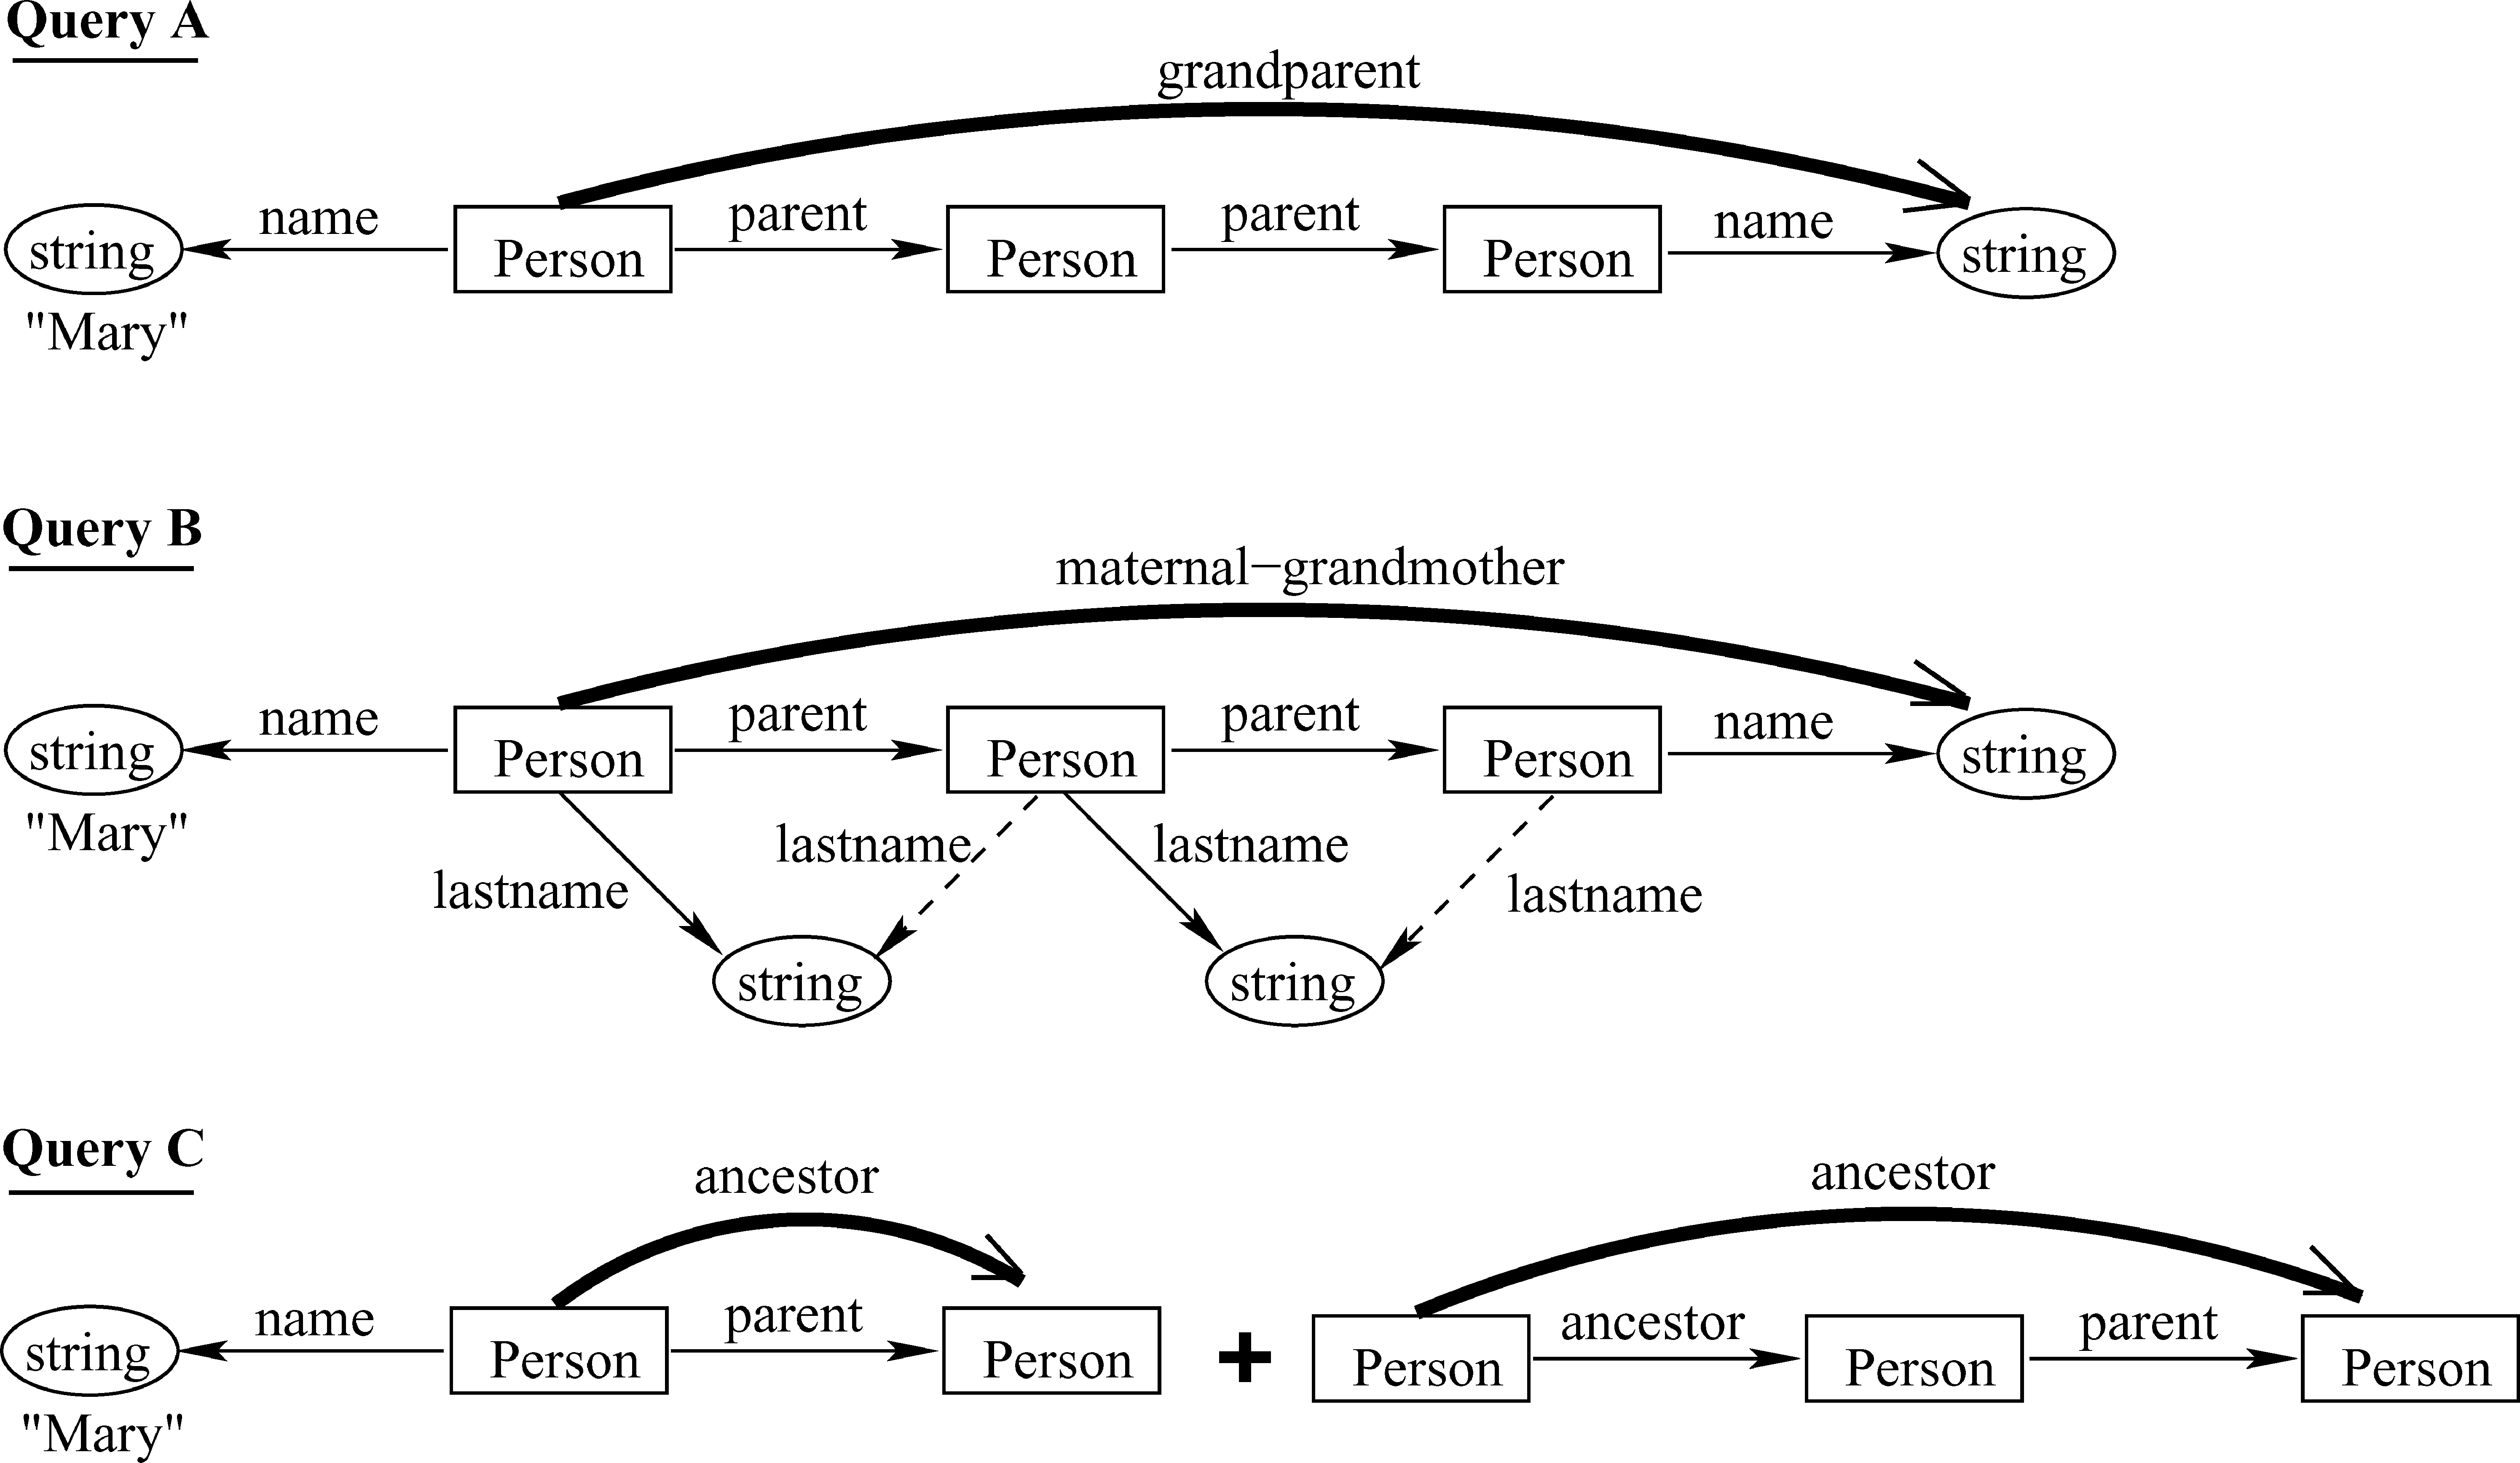 Query A
grandparent
name parent parent name
string Person Person Person string
"Mary"
Query B
maternal−grandmother
name parent parent name
string Person Person Person string
"Mary"
lastname lastname lastname lastname
string string
Query C
ancestor ancestor
name parent ancestor parent
string Person Person + Person Person Person
"Mary"